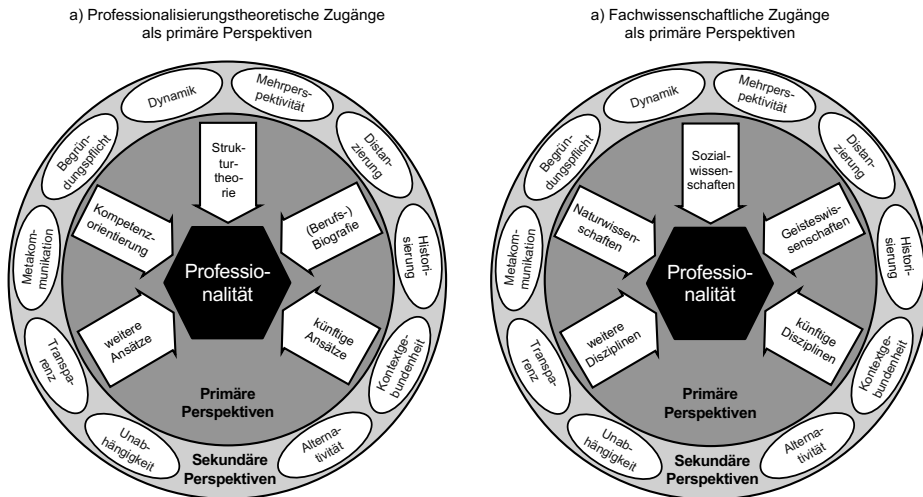 a) Professionalisierungstheoretische Zugänge
als primäre Perspektiven
Dynamik
Mehrpers-
pektivität
Begrün-
dungspflicht
Distan-
zierung
Struk-
tur-
theo-
rie
Kompetenz-
orientierung
(Berufs-)
Biografie
Metakom-
munikation
Histori-
sierung
Professio-
nalität
weitere
Ansätze
künftige
Ansätze
Transpa-
renz
Kontextge-
bundenheit
Primäre
Perspektiven
Unab-
hängigkeit
Alterna-
tivität
Sekundäre
Perspektiven
a) Fachwissenschaftliche Zugänge
als primäre Perspektiven
Dynamik
Mehrpers-
pektivität
Begrün-
dungspflicht
Distan-
zierung
Sozial-
wissen-
schaften
Naturwissen-
schaften
Geisteswis-
senschaften
Metakom-
munikation
Histori-
sierung
Professio-
nalität
weitere
Disziplinen
künftige
Disziplinen
Transpa-
renz
Kontextge-
bundenheit
Primäre
Perspektiven
Unab-
hängigkeit
Alterna-
tivität
Sekundäre
Perspektiven